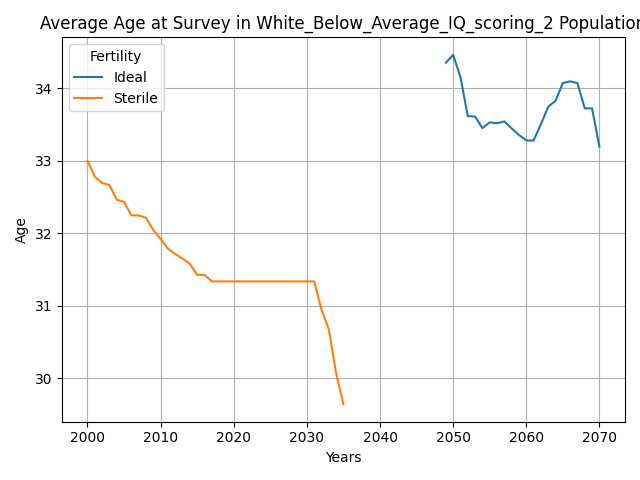 Average Age at Survey in White_Below_Average_IQ_scoring_2 Population
Fertility
Ideal
Sterile
34
33
32
31
30
Age
2000 2010 2020 2030 2040 2050 2060 2070
Years